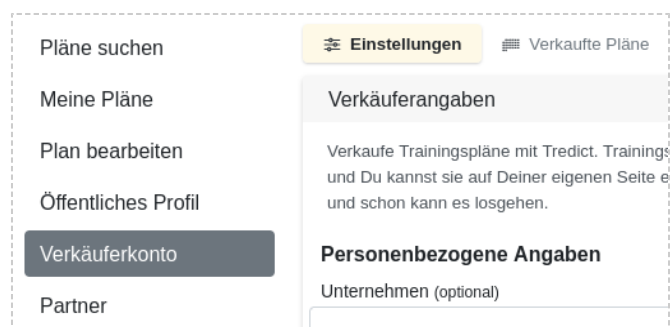 Pläne suchen
Meine Pläne
Plan bearbeiten
Öffentliches Profil
Verkäuferkonto
Partner
Einstellungen
Verkaufte Pläne
Verkäuferangaben
Verkaufe Trainingspläne mit Tredict. Trainings
und Du kannst sie auf Deiner eigenen Seite e
und schon kann es losgehen.
Personenbezogene Angaben
Unternehmen (optional)